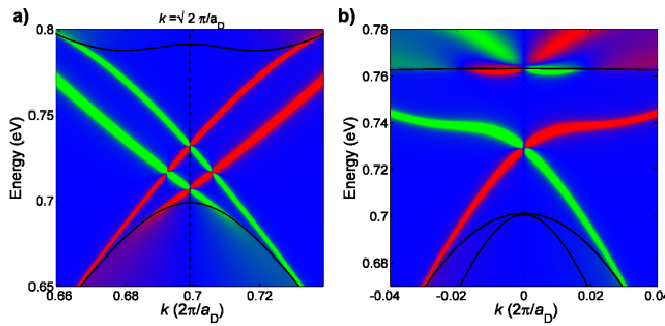 a)
k =√ 2 π/a_D
b)
0.8
0.75
0.7
0.65
Energy (eV)
0.66
0.68
0.7
0.72
k (2π/a_D)
0.78
0.76
0.74
0.72
0.7
0.68
Energy (eV)
-0.04
-0.02
0
0.02
0.04
k (2π/a_D)